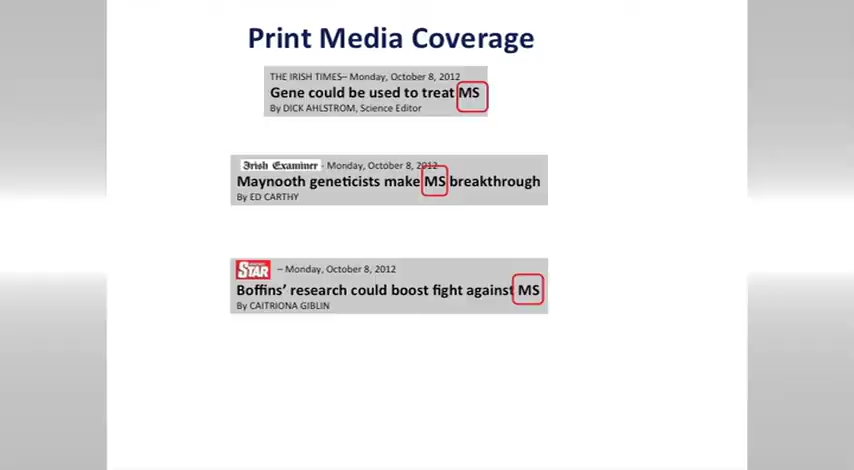 Print Media Coverage
THE IRISH TIMES– Monday, October 8, 2012
Gene could be used to treat MS
By DICK AHLSTROM, Science Editor
Irish Examiner - Monday, October 8, 2012
Maynooth geneticists make MS breakthrough
By ED CARTHY
STAR – Monday, October 8, 2012
Boffins’ research could boost fight against MS
By CAITRIONA GIBLIN